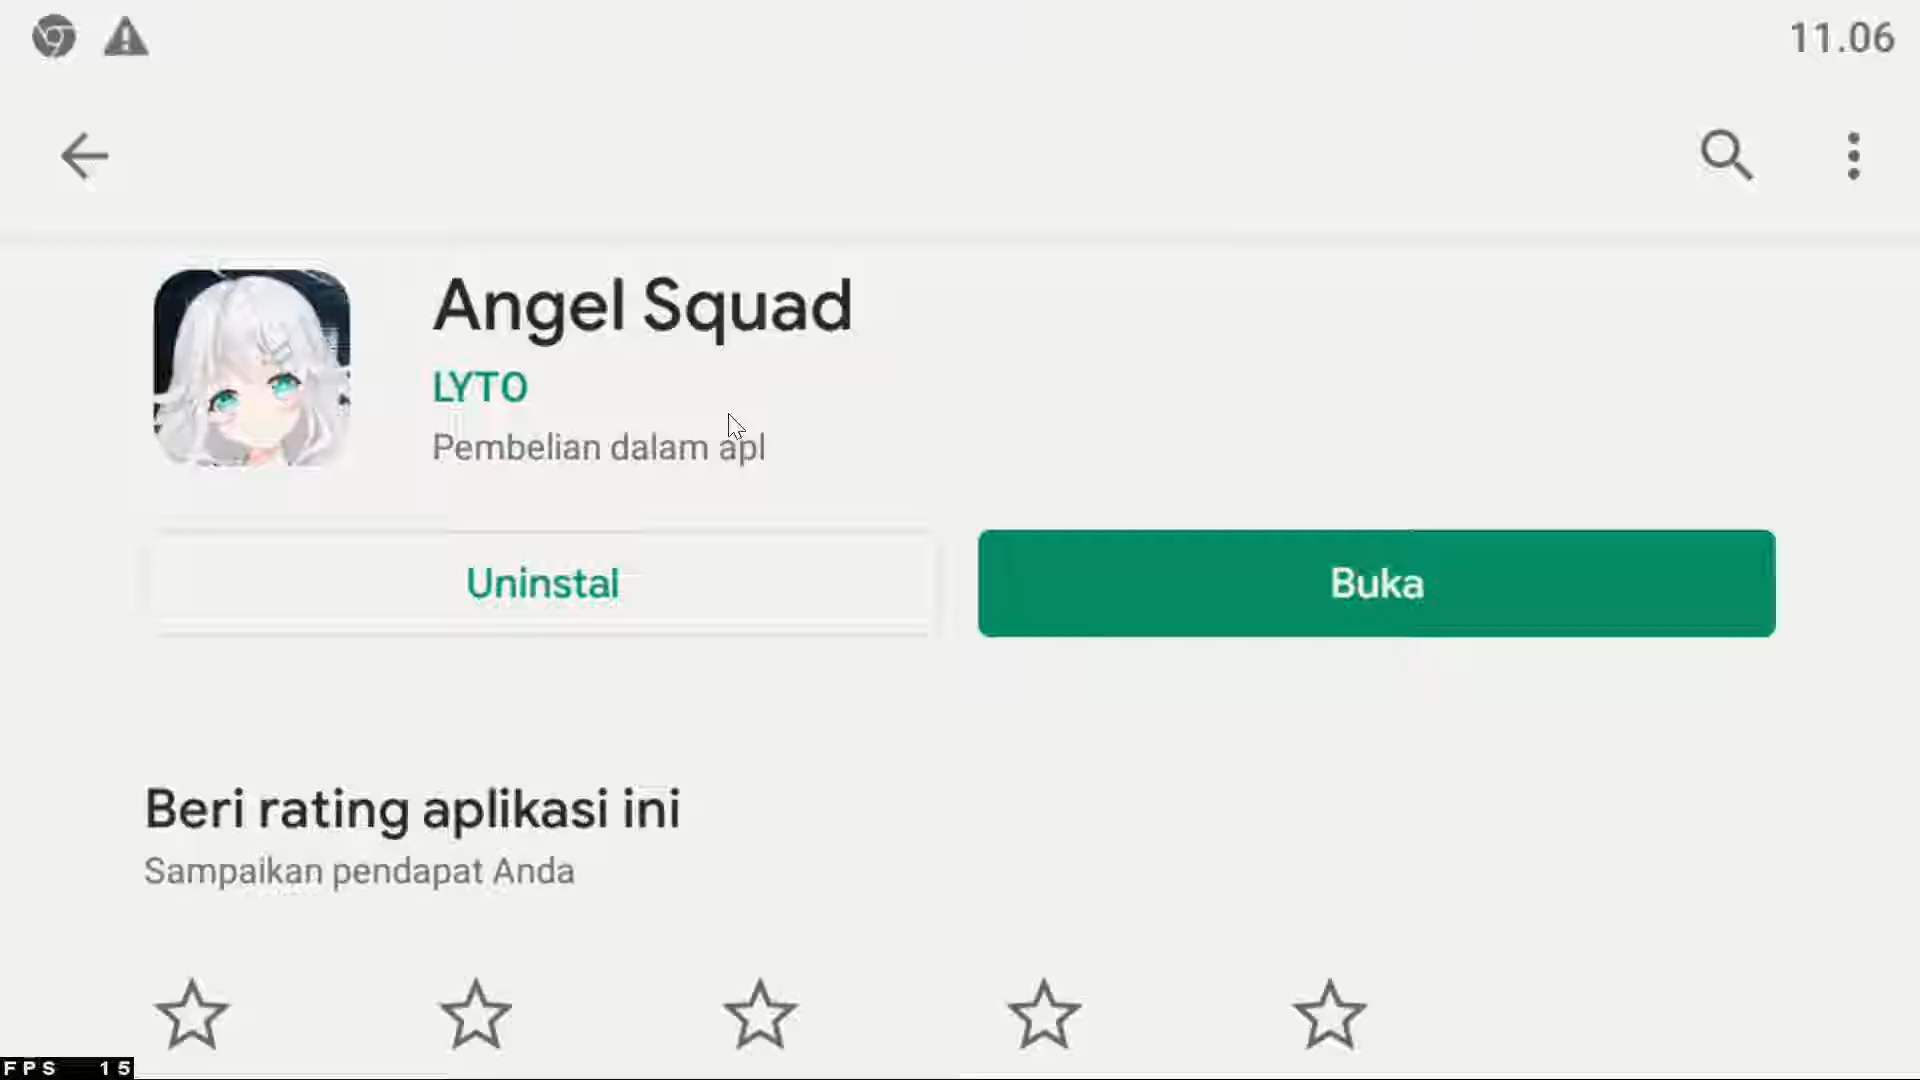 11.06
Angel Squad
LYTO
Pembelian dalam apl
Uninstal
Buka
Beri rating aplikasi ini
Sampaikan pendapat Anda
FPS 15